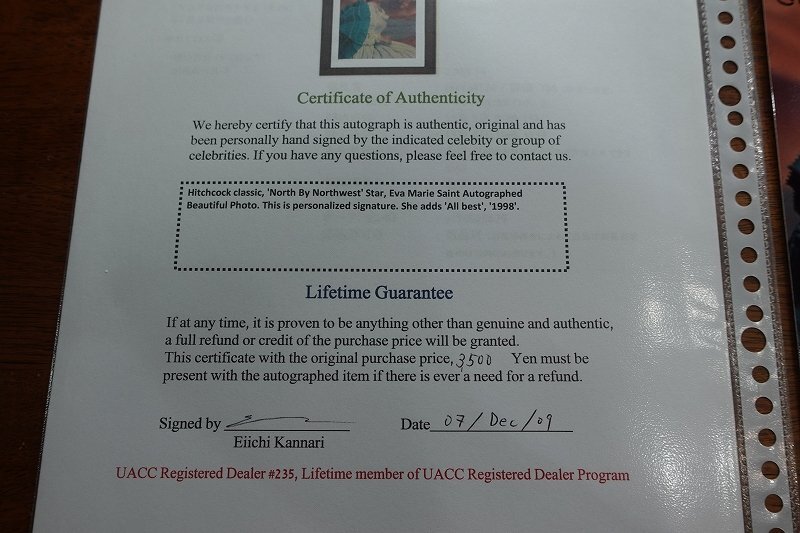 Certificate of Authenticity
We hereby certify that this autograph is authentic, original and has
been personally hand signed by the indicated celebity or group of
celebrities. If you have any questions, please feel free to contact us.
Hitchcock classic, 'North By Northwest' Star, Eva Marie Saint Autographed
Beautiful Photo. This is personalized signature. She adds 'All best', '1998'.
Lifetime Guarantee
If at any time, it is proven to be anything other than genuine and authentic,
a full refund or credit of the purchase price will be granted.
This certificate with the original purchase price, 3500 Yen must be
present with the autographed item if there is ever a need for a refund.
Signed by
Date 07/Dec/09
Eiichi Kannari
UACC Registered Dealer #235, Lifetime member of UACC Registered Dealer Program